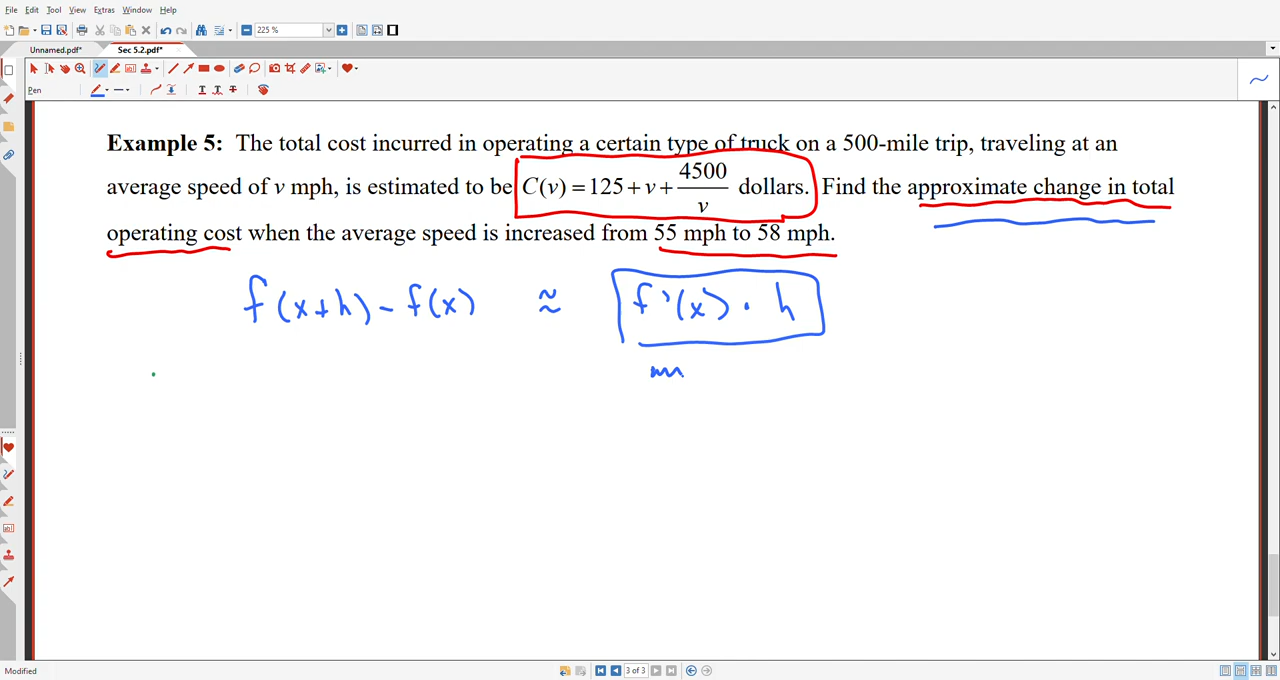 File Edit Tool View Extras Window Help
225 %
Unnamed.pdf* Sec 5.2.pdf*
Pen
Example 5: The total cost incurred in operating a certain type of truck on a 500-mile trip, traveling at an
average speed of v mph, is estimated to be C(v) = 125 + v + 4500/v dollars. Find the approximate change in total
operating cost when the average speed is increased from 55 mph to 58 mph.
f(x+h) - f(x) ≈ f'(x) · h
Modified
3 of 3